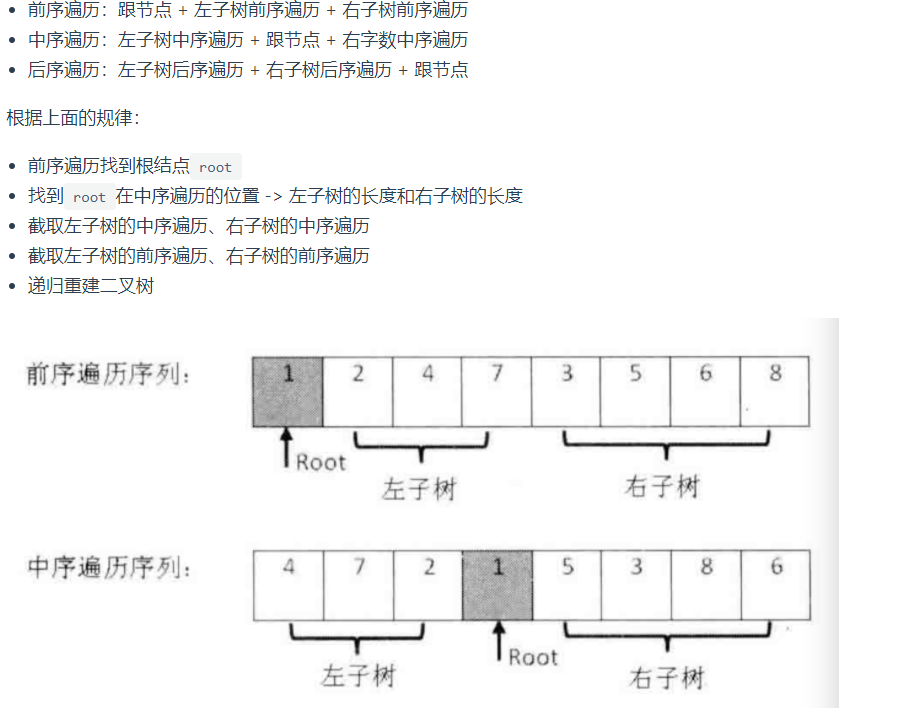 前序遍历：跟节点 + 左子树前序遍历 + 右子树前序遍历
中序遍历：左子树中序遍历 + 跟节点 + 右字数中序遍历
后序遍历：左子树后序遍历 + 右子树后序遍历 + 跟节点
根据上面的规律：
前序遍历找到根结点 root
找到 root 在中序遍历的位置 -> 左子树的长度和右子树的长度
截取左子树的中序遍历、右子树的中序遍历
截取左子树的前序遍历、右子树的前序遍历
递归重建二叉树
前序遍历序列： 1 2 4 7 3 5 6 8
Root
左子树 右子树
中序遍历序列： 4 7 2 1 5 3 8 6
Root
左子树 右子树